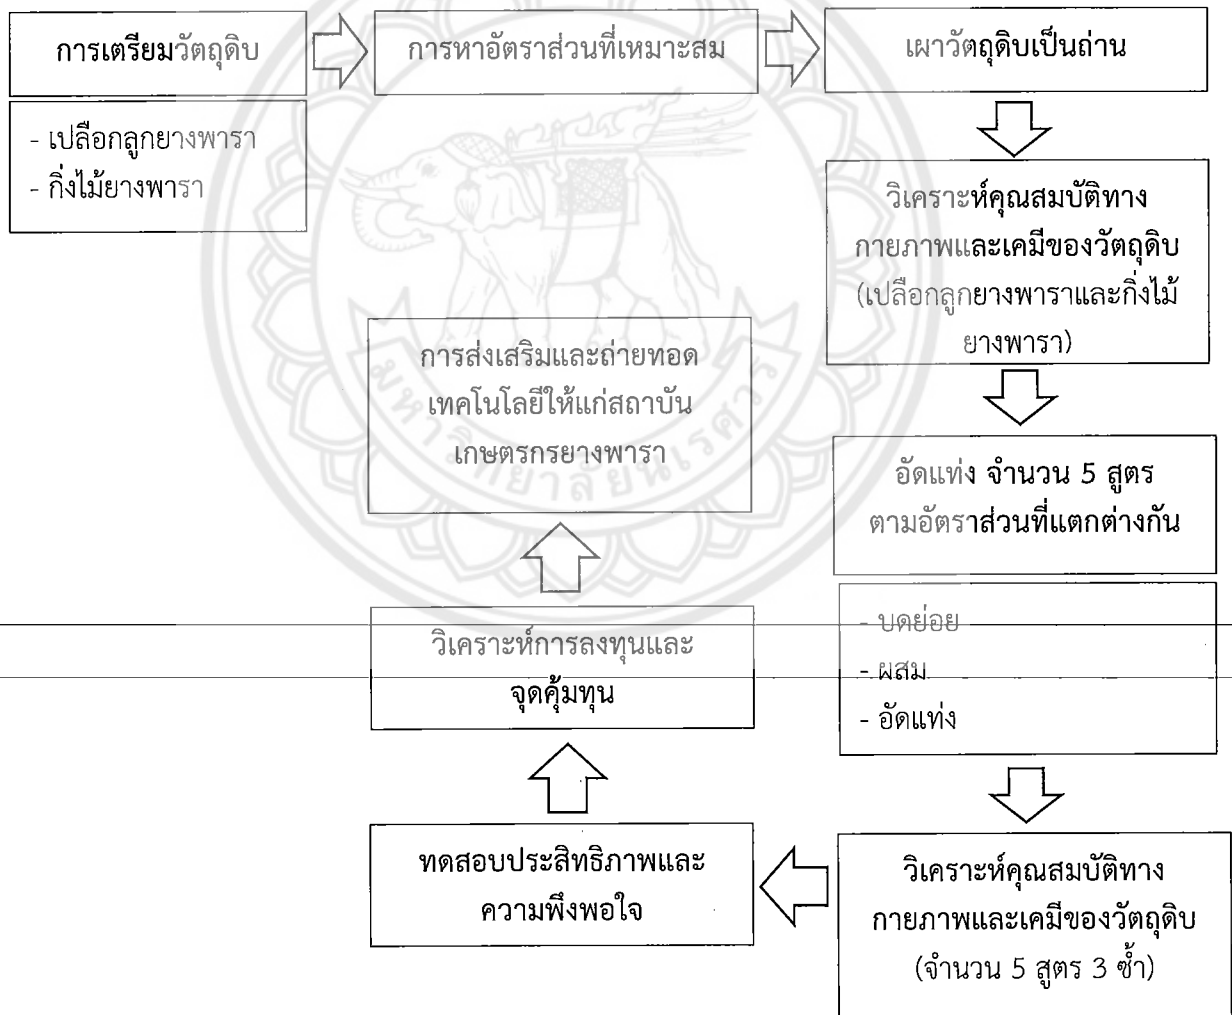 การเตรียมวัตถุดิบ
- เปลือกลูกยางพารา
- กิ่งไม้ยางพารา
การหาอัตราส่วนที่เหมาะสม
เผาวัตถุดิบเป็นถ่าน
วิเคราะห์คุณสมบัติทาง
กายภาพและเคมีของวัตถุดิบ
(เปลือกลูกยางพาราและกิ่งไม้
ยางพารา)
อัดแท่ง จำนวน 5 สูตร
ตามอัตราส่วนที่แตกต่างกัน
- บดย่อย
- ผสม
- อัดแท่ง
วิเคราะห์คุณสมบัติทาง
กายภาพและเคมีของวัตถุดิบ
(จำนวน 5 สูตร 3 ซ้ำ)
ทดสอบประสิทธิภาพและ
ความพึงพอใจ
วิเคราะห์การลงทุนและ
จุดคุ้มทุน
การส่งเสริมและถ่ายทอด
เทคโนโลยีให้แก่สถาบัน
เกษตรกรยางพารา
มหาวิทยาลัยนเรศวร